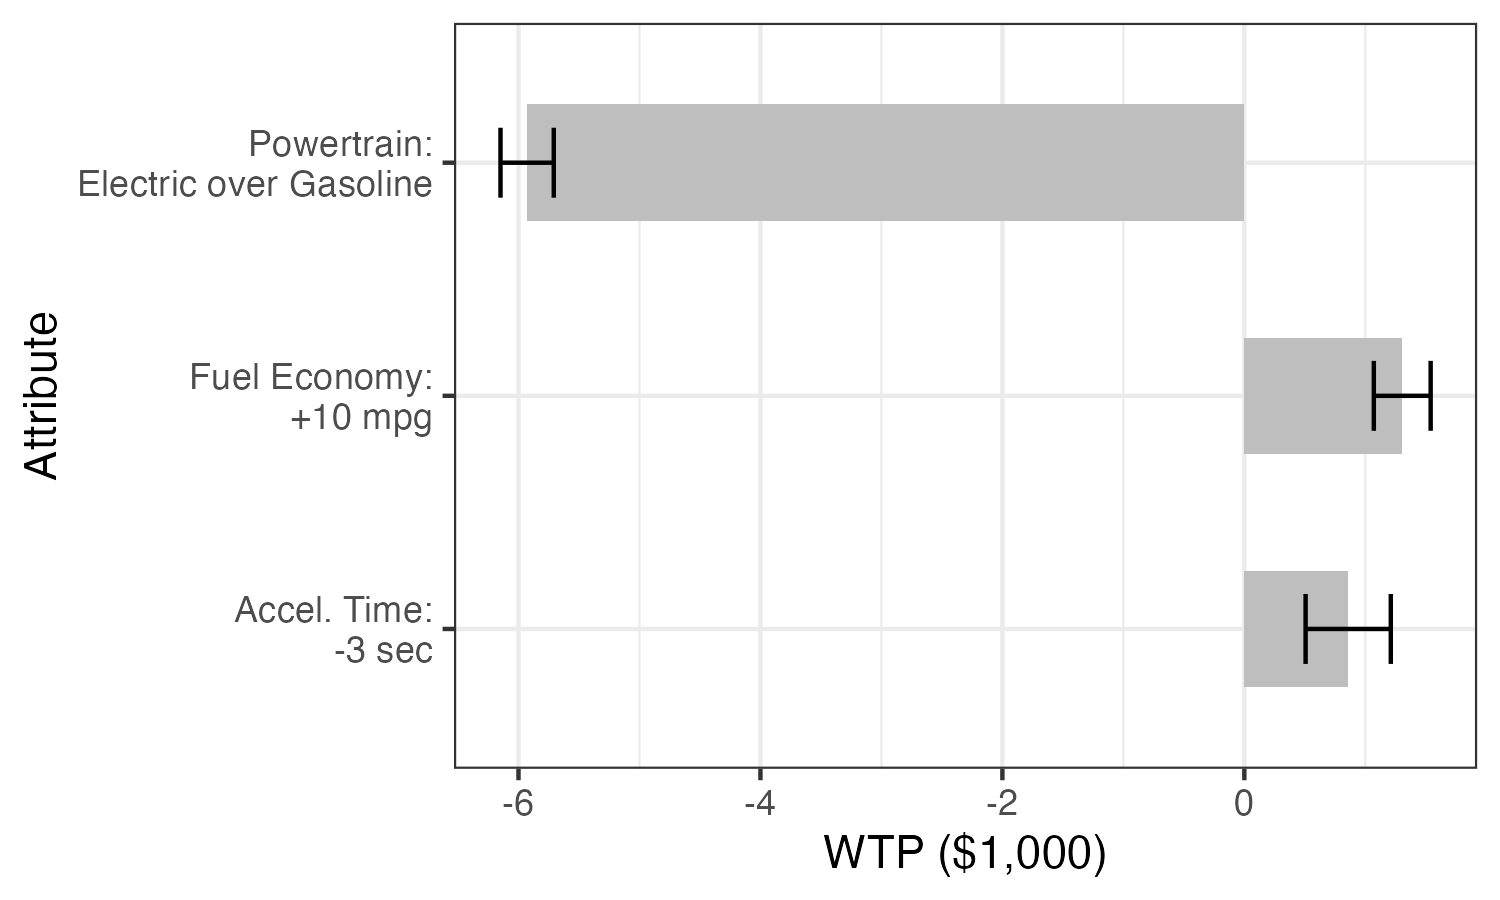 Attribute
Powertrain:
Electric over Gasoline
Fuel Economy:
+10 mpg
Accel. Time:
-3 sec
-6 -4 -2 0
WTP ($1,000)